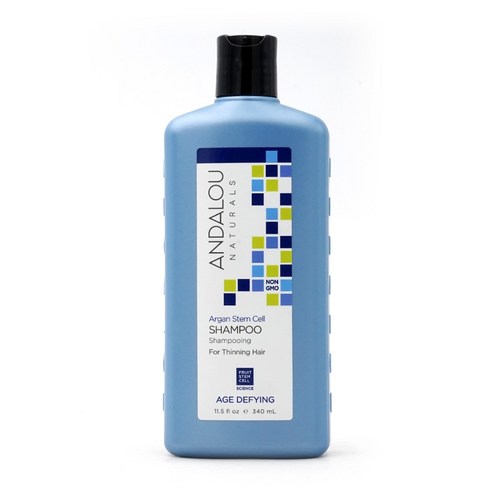 ANDALOU
NATURALS
NON
GMO
Argan Stem Cell
SHAMPOO
Shampooing
For Thinning Hair
FRUIT
STEM
CELL
SCIENCE
AGE DEFYING
11.5 fl oz ℮ 340 mL